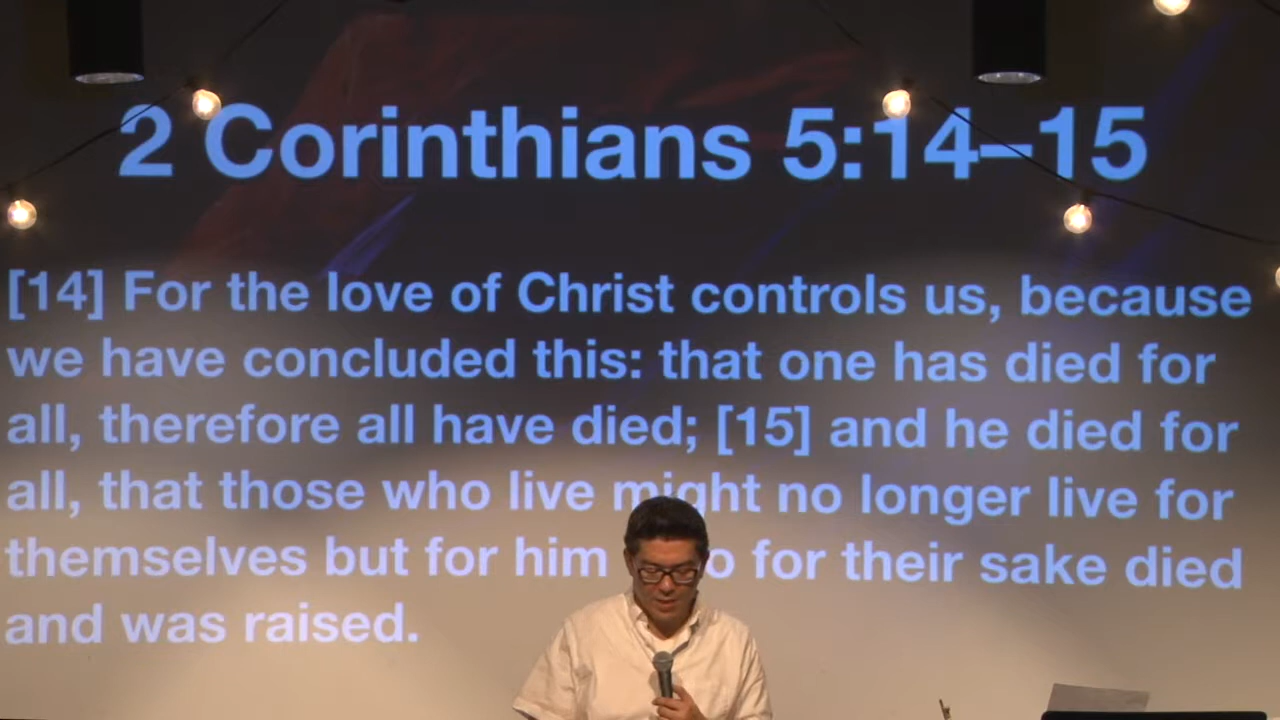 2 Corinthians 5:14–15
[14] For the love of Christ controls us, because
we have concluded this: that one has died for
all, therefore all have died; [15] and he died for
all, that those who live might no longer live for
themselves but for him o for their sake died
and was raised.